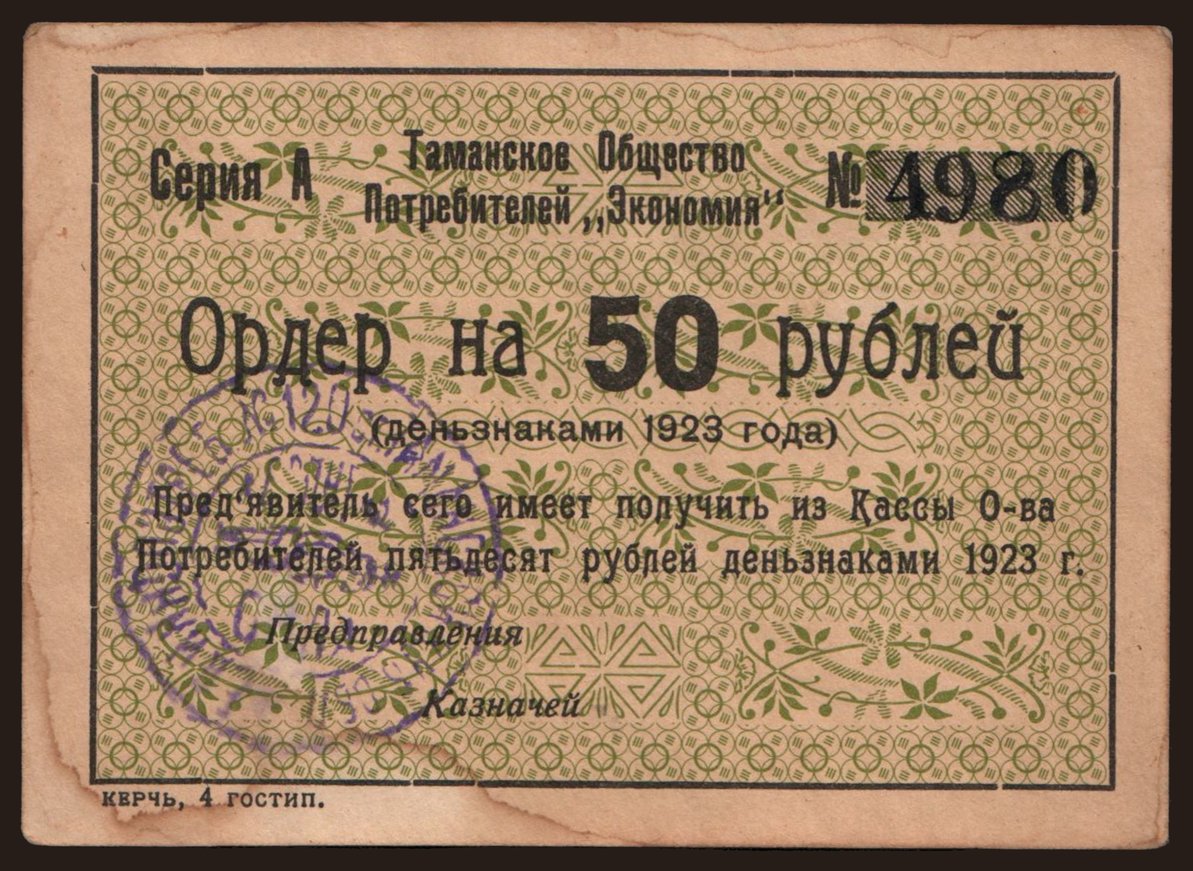 Серия А
Таманское Общество
Потребителей „Экономия“
№ 4980
Ордер на 50 рублей
(деньзнаками 1923 года)
Пред‘явитель сего имеет получить из Кассы О-ва
Потребителей пятьдесят рублей деньзнаками 1923 г.
Предправления
Казначей
КЕРЧЬ, 4 ГОСТИП.